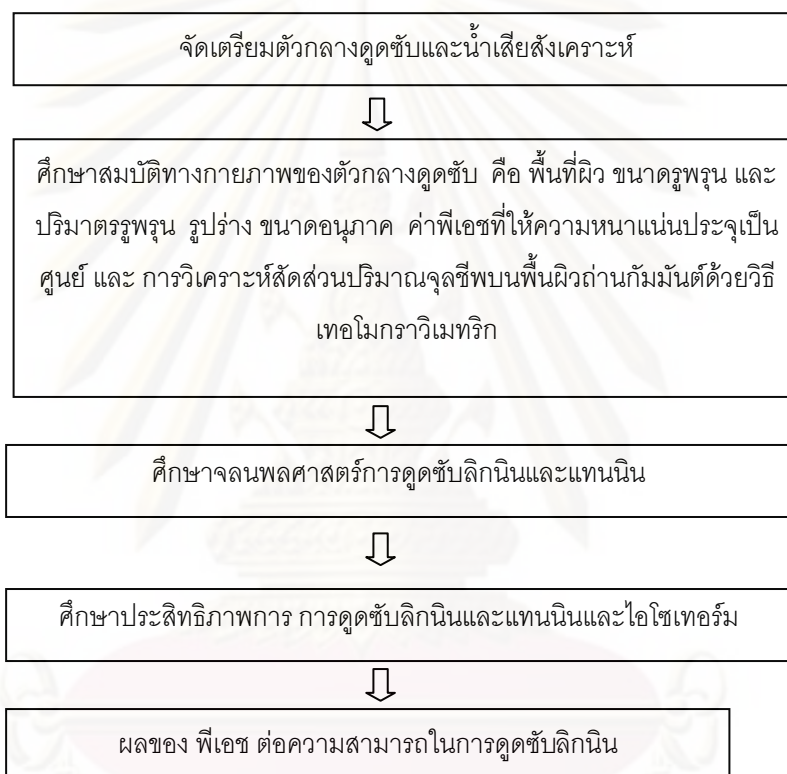 จัดเตรียมตัวกลางดูดซับและน้ำเสียสังเคราะห์
ศึกษาสมบัติทางกายภาพของตัวกลางดูดซับ คือ พื้นที่ผิว ขนาดรูพรุน และ
ปริมาตรรูพรุน รูปร่าง ขนาดอนุภาค ค่าพีเอชที่ให้ความหนาแน่นประจุเป็น
ศูนย์ และ การวิเคราะห์สัดส่วนปริมาณจุลชีพบนพื้นผิวถ่านกัมมันต์ด้วยวิธี
เทอโมกราวิเมทริก
ศึกษาจลนพลศาสตร์การดูดซับลิกนินและแทนนิน
ศึกษาประสิทธิภาพการ การดูดซับลิกนินและแทนนินและไอโซเทอร์ม
ผลของ พีเอช ต่อความสามารถในการดูดซับลิกนิน